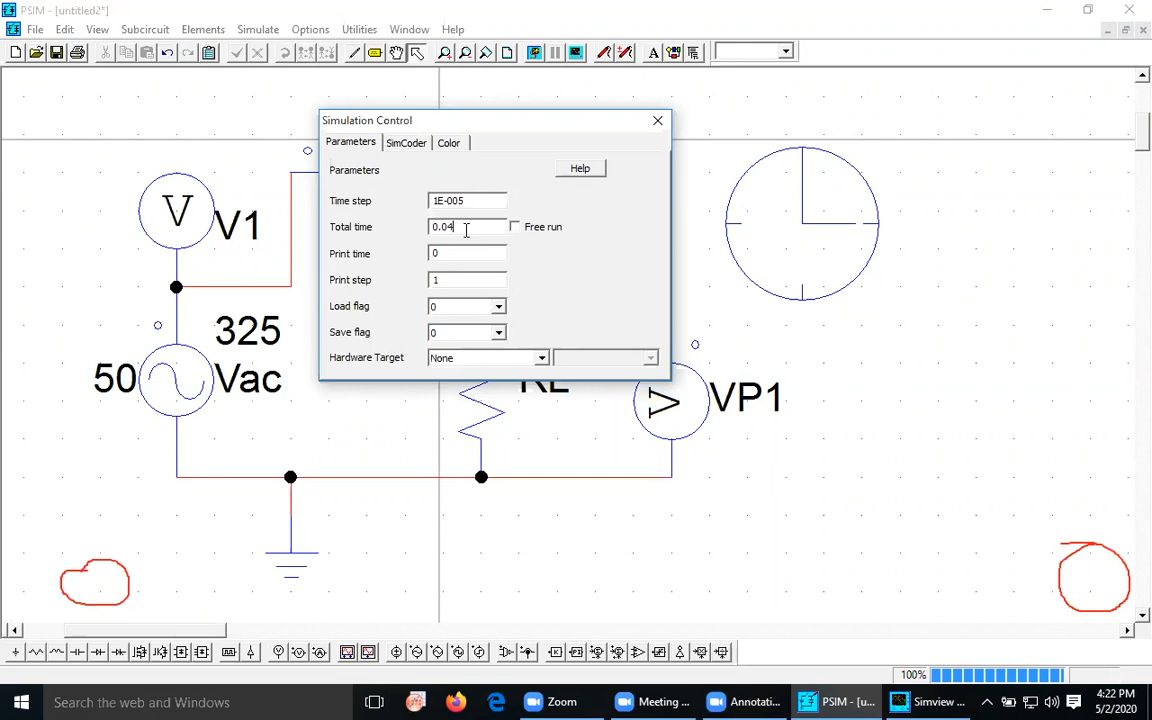 PSIM - [untitled2*]
File Edit View Subcircuit Elements Simulate Options Utilities Window Help
Simulation Control
Parameters SimCoder Color
Parameters
Help
Time step 1E-005
Total time 0.04 Free run
Print time 0
Print step 1
Load flag 0
Save flag 0
Hardware Target None
V V1
325
50 Vac
V VP1
100%
Search the web and Windows
Zoom
Meeting ...
Annotati...
PSIM - [u...
Simview ...
4:22 PM
5/2/2020